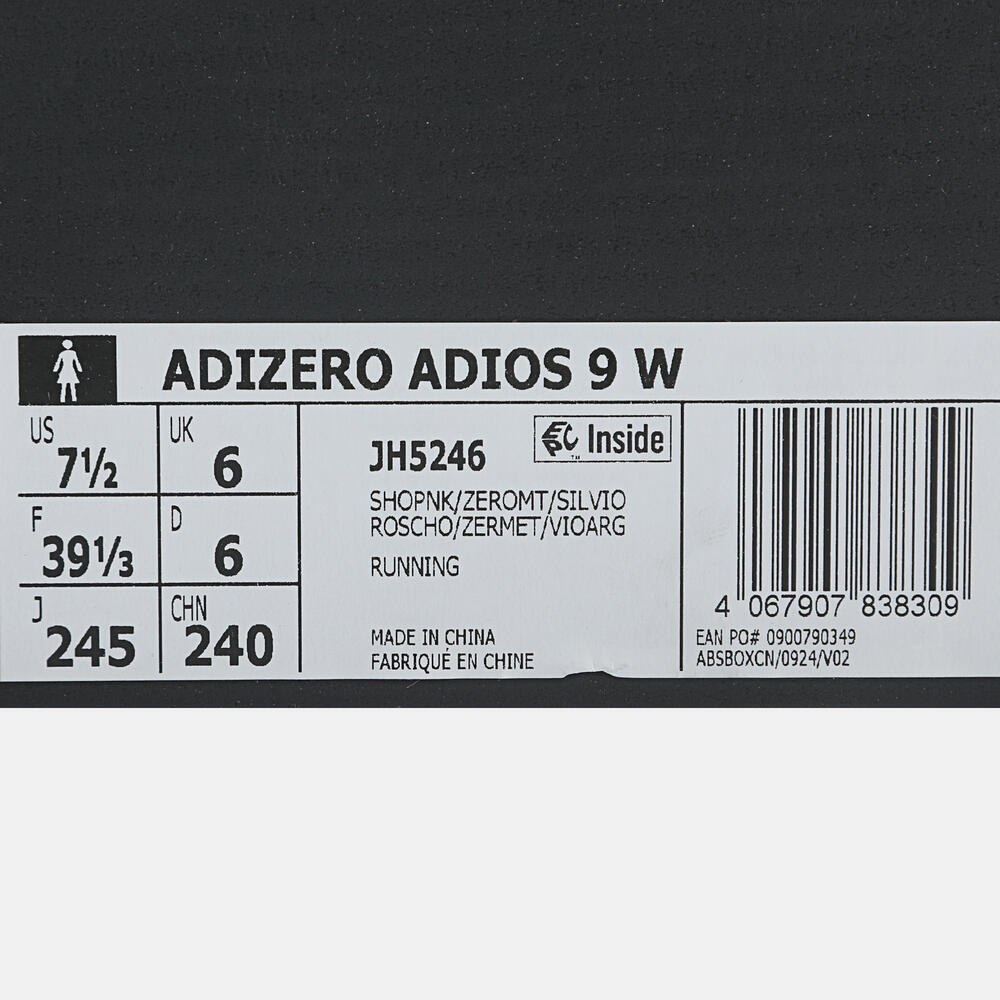 ADIZERO ADIOS 9 W
US 7½
UK 6
F 39⅓
D 6
J 245
CHN 240
JH5246
EPC Inside
™
SHOPNK/ZEROMT/SILVIO
ROSCHO/ZERMET/VIOARG
RUNNING
MADE IN CHINA
FABRIQUÉ EN CHINE
4 067907 838309
EAN PO# 0900790349
ABSBOXCN/0924/V02